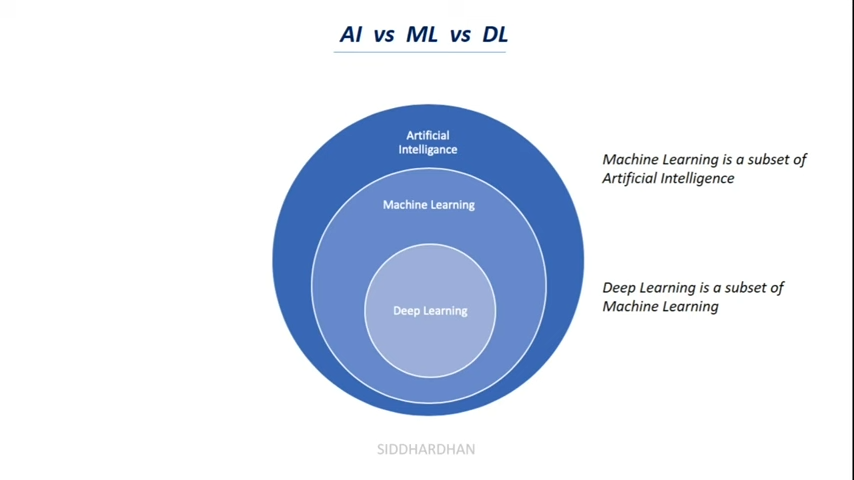 AI vs ML vs DL
Artificial
Intelligance
Machine Learning
Deep Learning
Machine Learning is a subset of
Artificial Intelligence
Deep Learning is a subset of
Machine Learning
SIDDHARDHAN